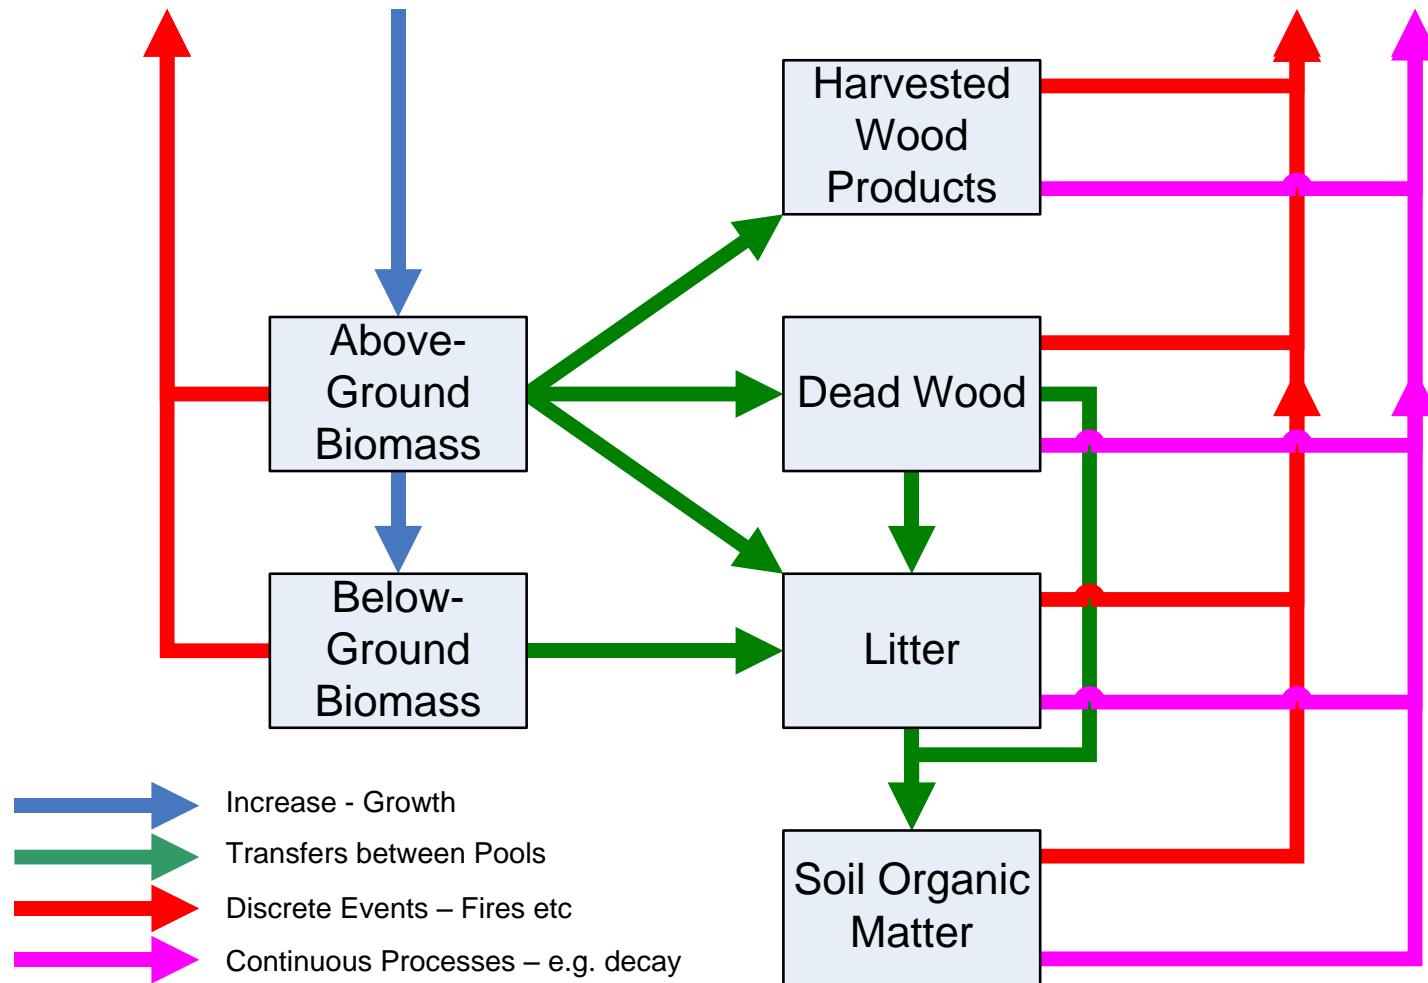 Harvested
Wood
Products
Above-
Ground
Biomass
Dead Wood
Below-
Ground
Biomass
Litter
Soil Organic
Matter
Increase - Growth
Transfers between Pools
Discrete Events – Fires etc
Continuous Processes – e.g. decay